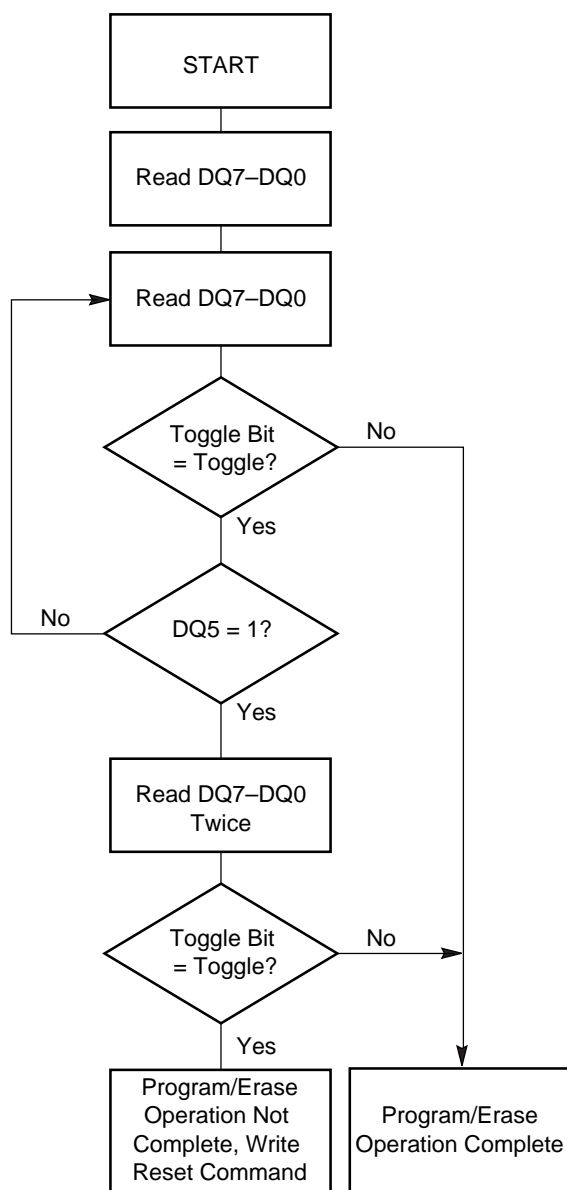 START
Read DQ7–DQ0
Read DQ7–DQ0
Toggle Bit
= Toggle?
No
Yes
No
DQ5 = 1?
Yes
Read DQ7–DQ0
Twice
Toggle Bit
= Toggle?
No
Yes
Program/Erase
Operation Not
Complete, Write
Reset Command
Program/Erase
Operation Complete